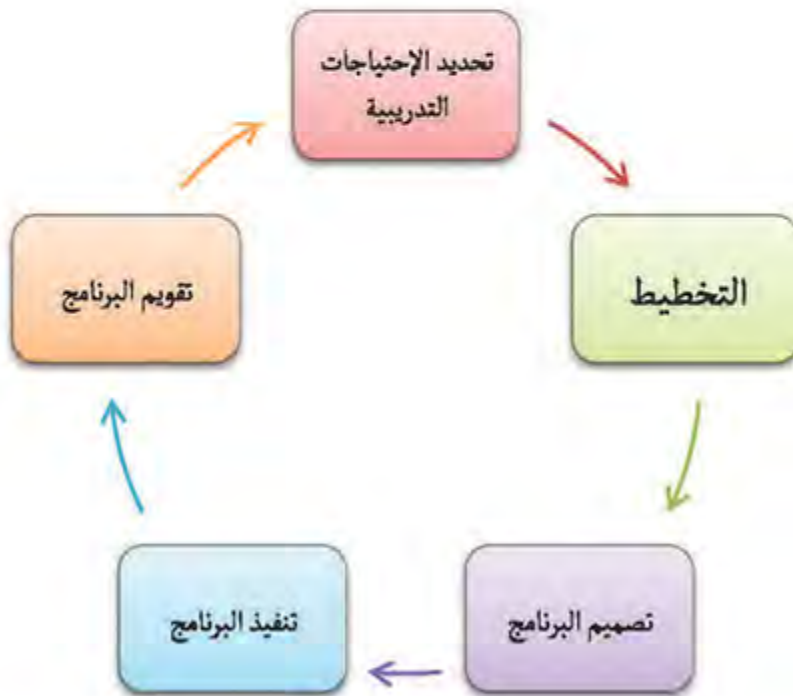 تحديد الإحتياجات
التدريبية
التخطيط
تصميم البرنامج
تنفيذ البرنامج
تقويم البرنامج